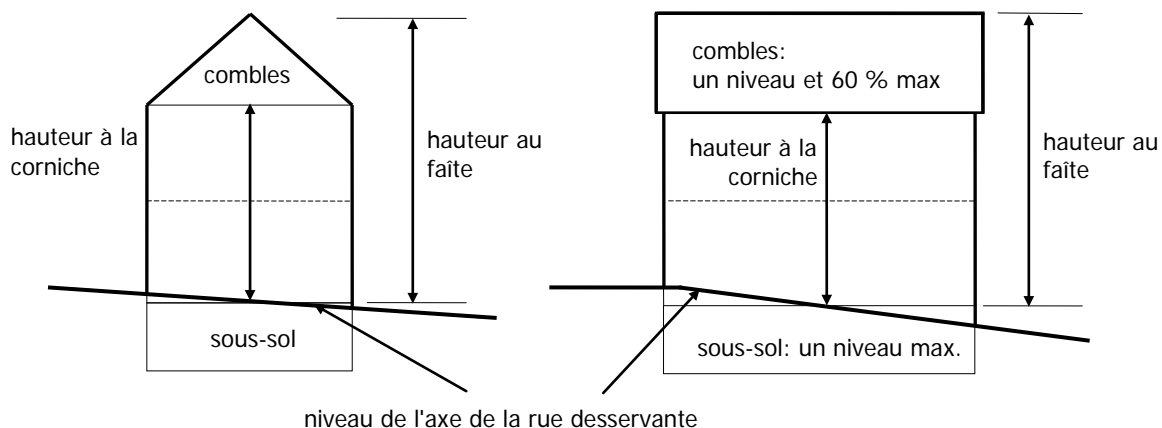 combles
hauteur à la
corniche
hauteur au
faîte
sous-sol
combles:
un niveau et 60 % max
hauteur à la
corniche
hauteur au
faîte
sous-sol: un niveau max.
niveau de l'axe de la rue desservante